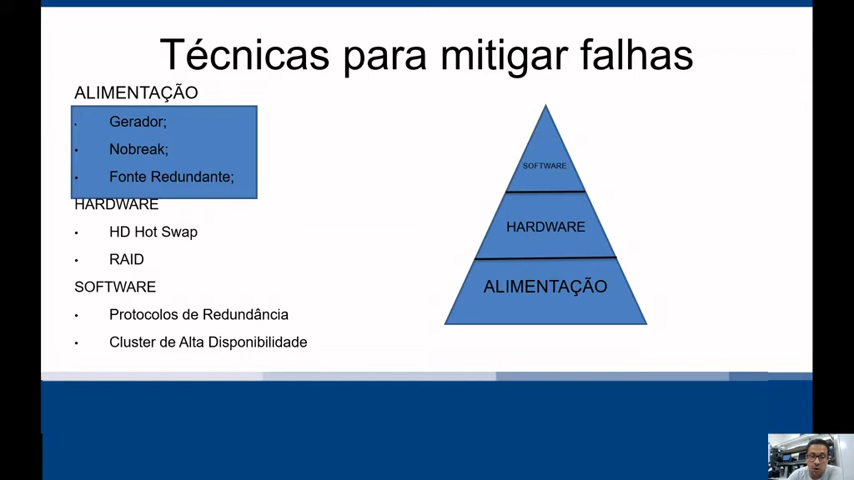 Técnicas para mitigar falhas
ALIMENTAÇÃO
Gerador;
Nobreak;
Fonte Redundante;
HARDWARE
HD Hot Swap
RAID
SOFTWARE
Protocolos de Redundância
Cluster de Alta Disponibilidade
SOFTWARE
HARDWARE
ALIMENTAÇÃO